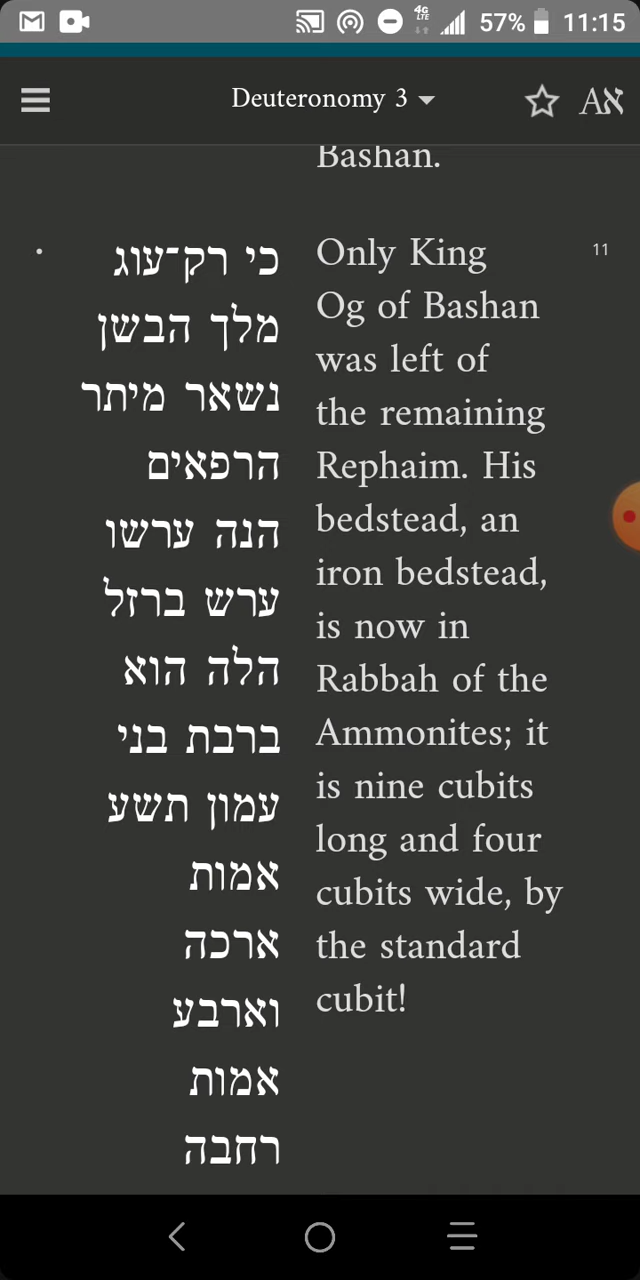 4G
LTE
57%
11:15
Deuteronomy 3
Aא
Bashan.
כי רק־עוג
מלך הבשן
נשאר מיתר
הרפאים
הנה ערשו
ערש ברזל
הלה הוא
ברבת בני
עמון תשע
אמות
ארכה
וארבע
אמות
רחבה
Only King
Og of Bashan
was left of
the remaining
Rephaim. His
bedstead, an
iron bedstead,
is now in
Rabbah of the
Ammonites; it
is nine cubits
long and four
cubits wide, by
the standard
cubit!
11